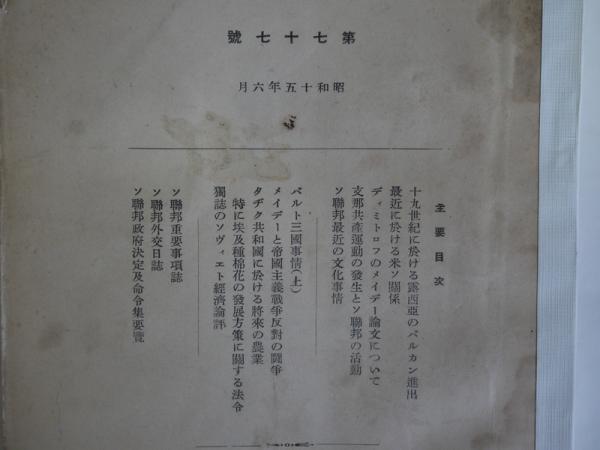 號七十七第
月六年五十和昭
主要目次
十九世紀に於ける露西亞のバルカン進出
最近に於ける米ソ關係
ディミトロフのメイデー論文について
支那共產運動の發生とソ聯邦の活動
ソ聯邦最近の文化事情
バルト三國事情(上)
メイデーと帝國主義戰爭反對の鬪爭
タヂク共和國に於ける將來の農業
特に埃及種棉花の發展方策に關する法令
獨誌のソヴィエト經濟論評
ソ聯邦重要事項誌
ソ聯邦外交日誌
ソ聯邦政府決定及命令集要覽